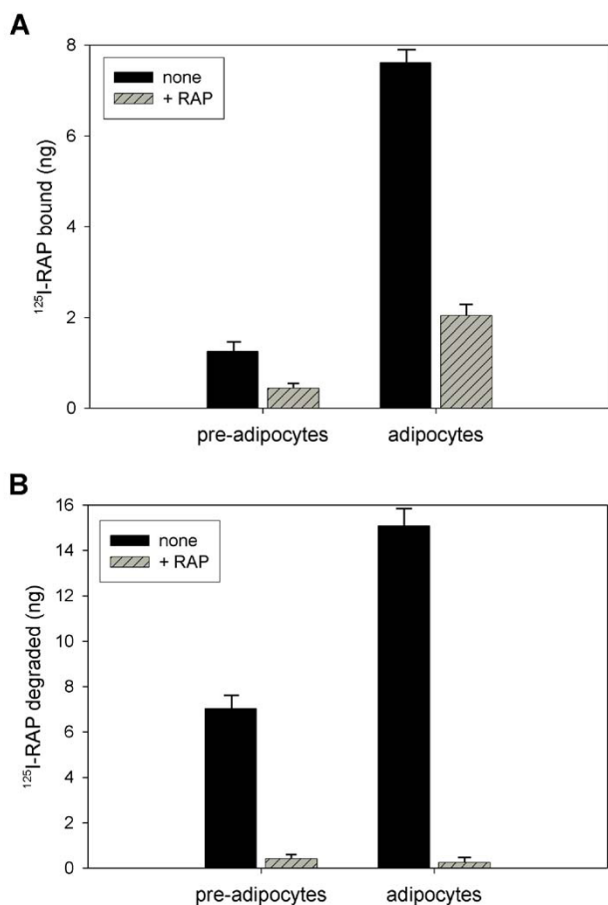 A
8
6
4
2
0
¹²⁵I-RAP bound (ng)
none
+ RAP
pre-adipocytes
adipocytes
B
16
14
12
10
8
6
4
2
0
¹²⁵I-RAP degraded (ng)
none
+ RAP
pre-adipocytes
adipocytes